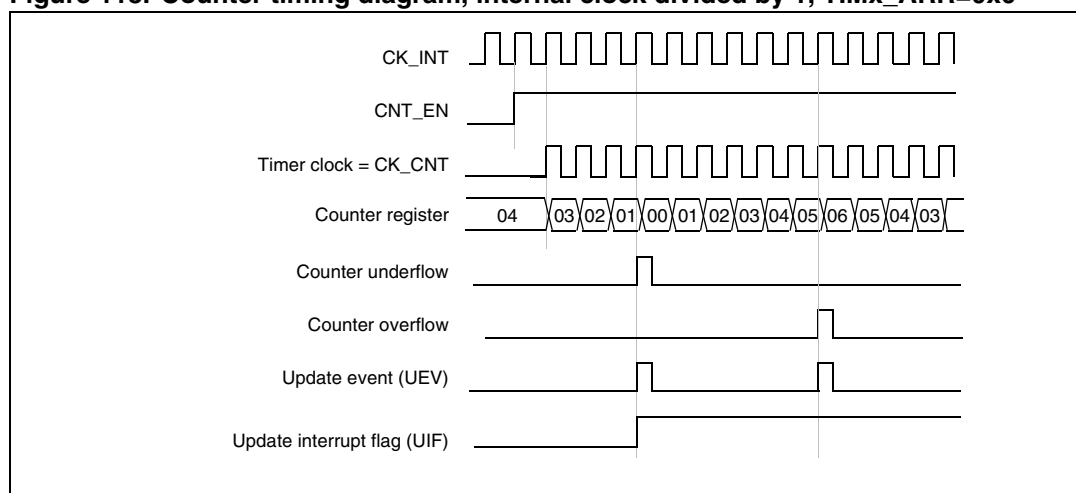 CK_INT
CNT_EN
Timer clock = CK_CNT
Counter register 04 03 02 01 00 01 02 03 04 05 06 05 04 03
Counter underflow
Counter overflow
Update event (UEV)
Update interrupt flag (UIF)